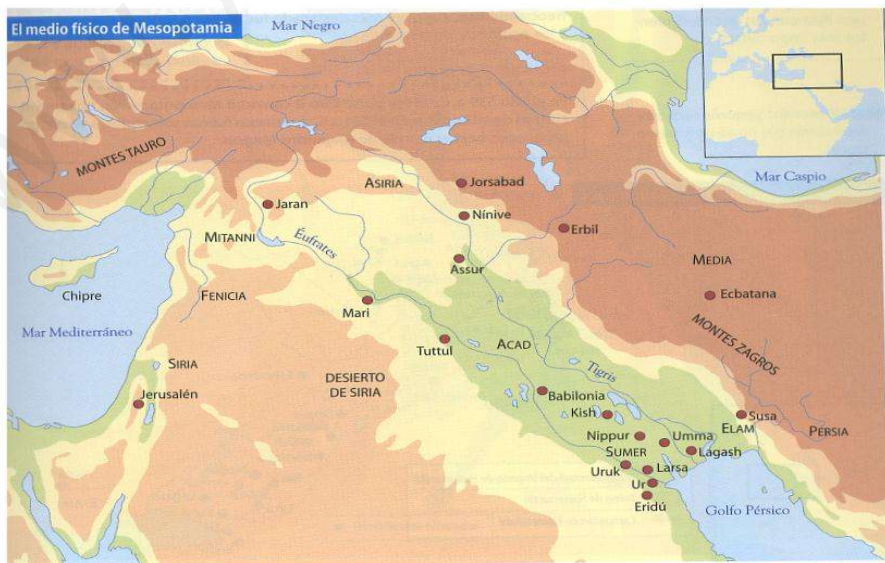 El medio físico de Mesopotamia
Mar Negro
MONTES TAURO
Mar Caspio
ASIRIA
Jorsabad
Jaran
Nínive
MITANNI
Éufrates
Erbil
Assur
MEDIA
Chipre
FENICIA
Mari
Ecbatana
Mar Mediterráneo
Tuttul
ACAD
MONTES ZAGROS
SIRIA
Tigris
DESIERTO
DE SIRIA
Jerusalén
Babilonia
Kish
Susa
ELAM
PERSIA
Nippur
Umma
SUMER
Lagash
Uruk
Larsa
Ur
Eridú
Golfo Pérsico